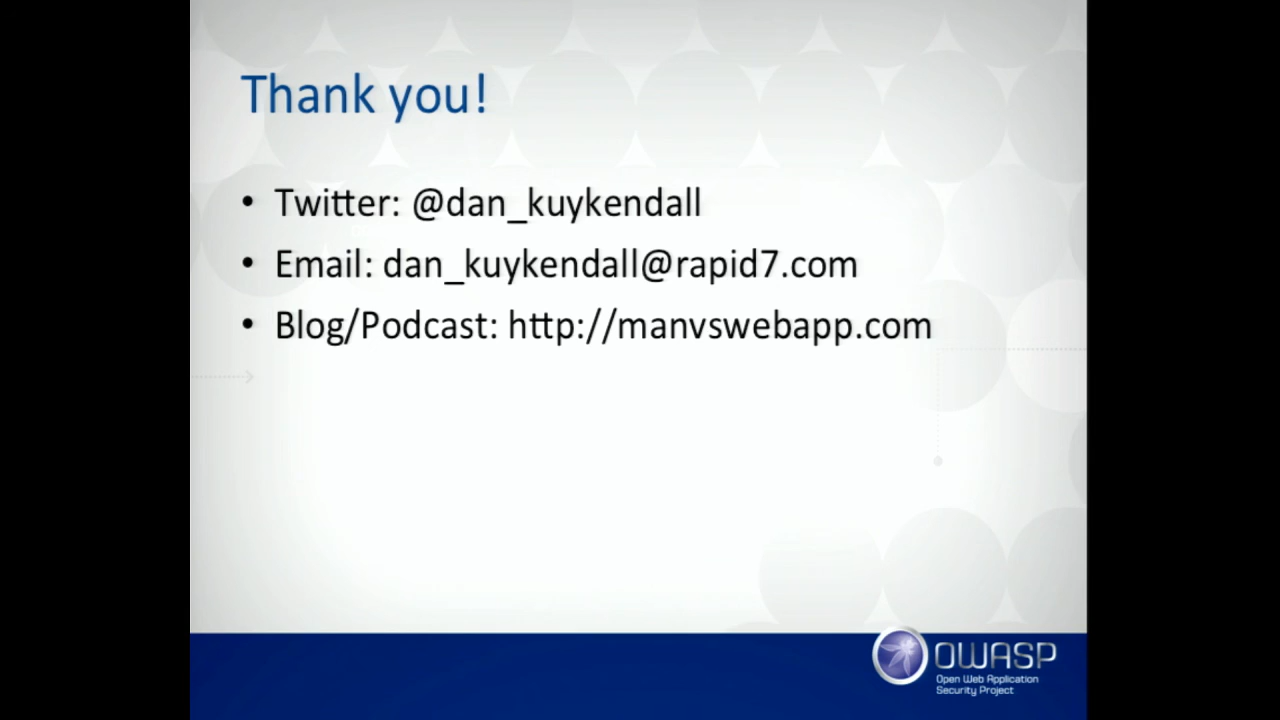 Thank you!
• Twitter: @dan_kuykendall
• Email: dan_kuykendall@rapid7.com
• Blog/Podcast: http://manvswebapp.com
OWASP
Open Web Application
Security Project